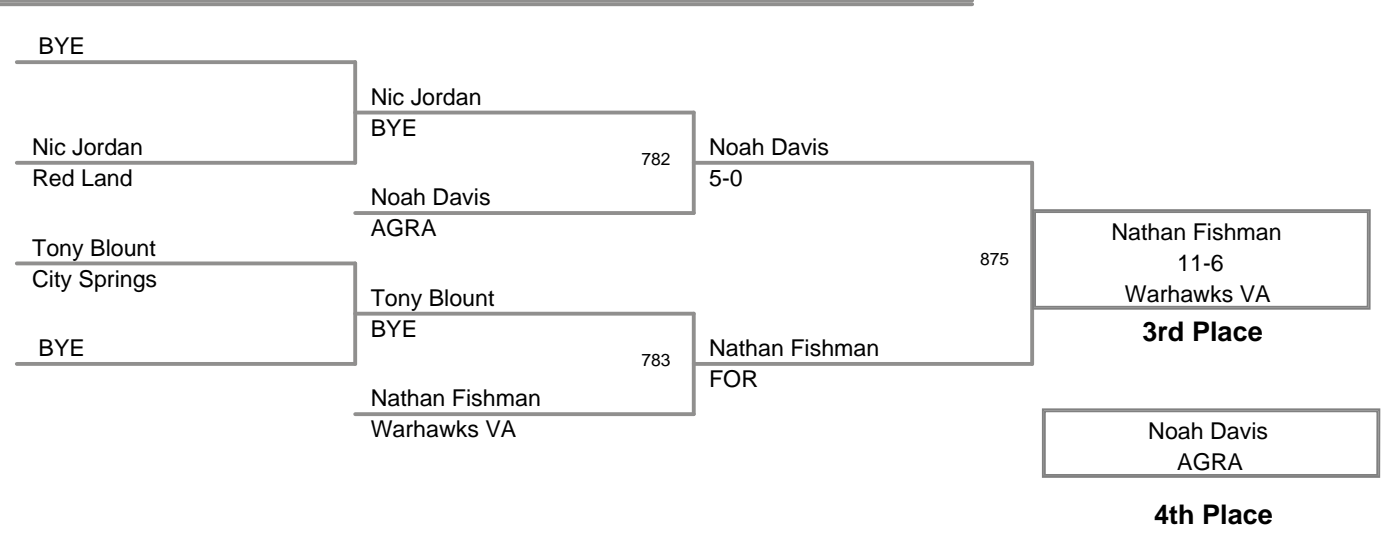 BYE
Nic Jordan
Red Land
Tony Blount
City Springs
BYE
Nic Jordan
BYE
782
Noah Davis
AGRA
Tony Blount
BYE
783
Nathan Fishman
Warhawks VA
Noah Davis
5-0
875
Nathan Fishman
FOR
Nathan Fishman
11-6
Warhawks VA
3rd Place
Noah Davis
AGRA
4th Place